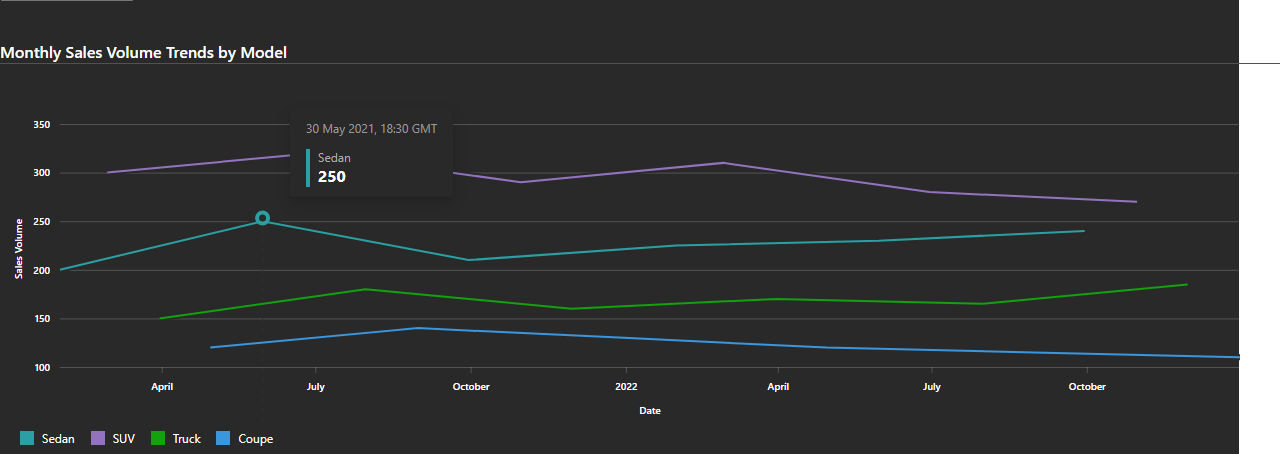 Monthly Sales Volume Trends by Model
30 May 2021, 18:30 GMT
Sedan
250
350
300
250
200
150
100
Sales Volume
April July October 2022 April July October
Date
Sedan SUV Truck Coupe